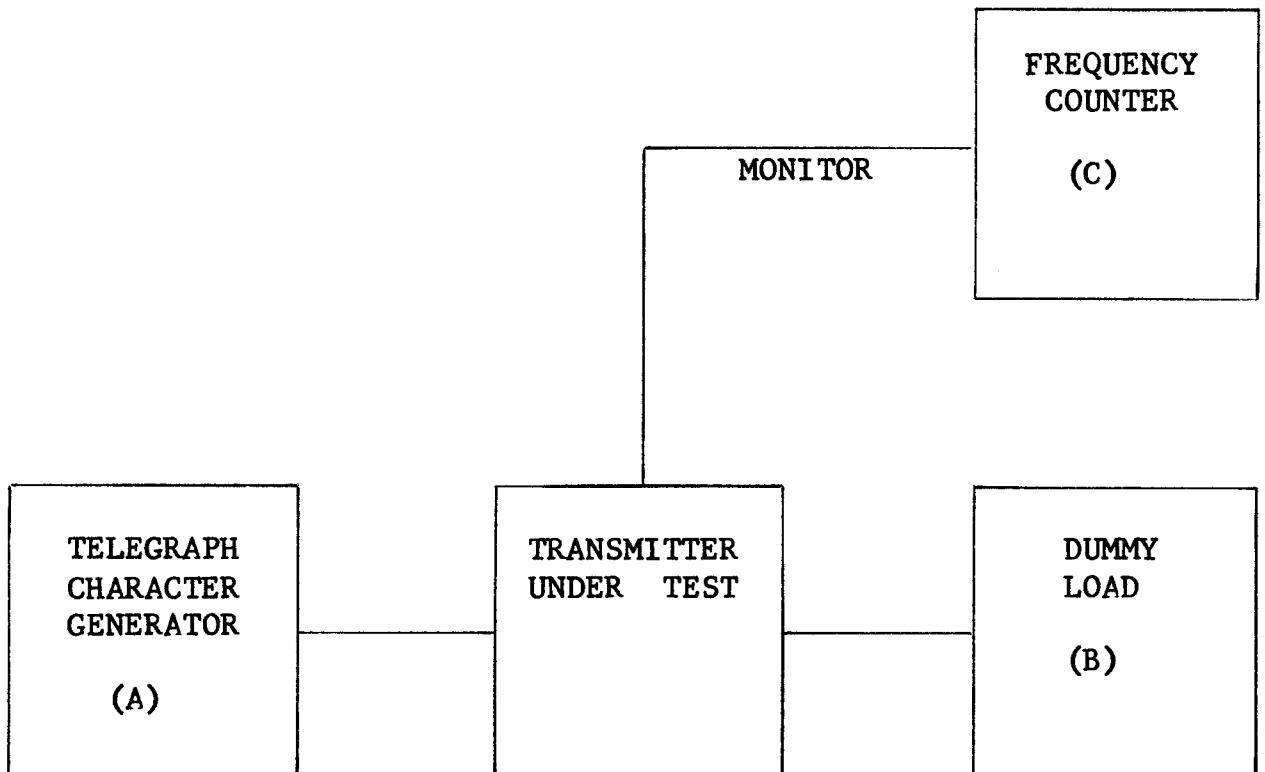 FREQUENCY
COUNTER
(C)
MONITOR
TELEGRAPH
CHARACTER
GENERATOR
(A)
TRANSMITTER
UNDER TEST
DUMMY
LOAD
(B)